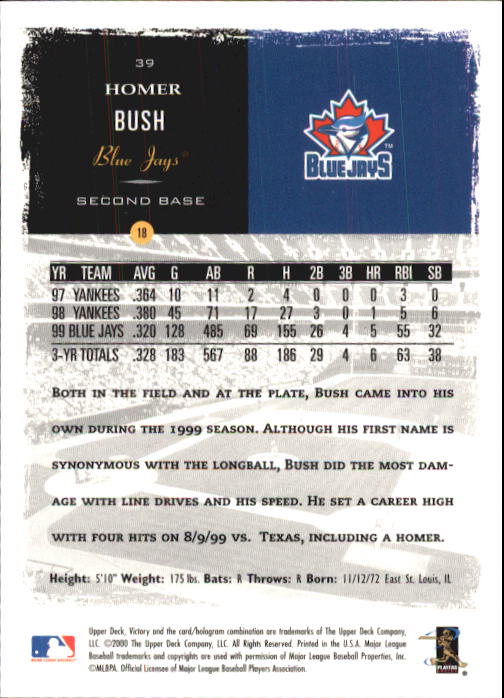 39
HOMER
BUSH
Blue Jays
SECOND BASE
BLUE JAYS™
18
YR TEAM AVG G AB R H 2B 3B HR RBI SB
97 YANKEES .364 10 11 2 4 0 0 0 3 0
98 YANKEES .380 45 71 17 27 3 0 1 5 6
99 BLUE JAYS .320 128 485 69 155 26 4 5 55 32
3-YR TOTALS .328 183 567 88 186 29 4 6 63 38
BOTH IN THE FIELD AND AT THE PLATE, BUSH CAME INTO HIS
OWN DURING THE 1999 SEASON. ALTHOUGH HIS FIRST NAME IS
SYNONYMOUS WITH THE LONGBALL, BUSH DID THE MOST DAM-
AGE WITH LINE DRIVES AND HIS SPEED. HE SET A CAREER HIGH
WITH FOUR HITS ON 8/9/99 VS. TEXAS, INCLUDING A HOMER.
Height: 5'10" Weight: 175 lbs. Bats: R Throws: R Born: 11/12/72 East St. Louis, IL
Upper Deck, Victory and the card/hologram combination are trademarks of The Upper Deck Company,
LLC. ©2000 The Upper Deck Company, LLC. All Rights Reserved. Printed in the U.S.A. Major League
Baseball trademarks and copyrights are used with permission of Major League Baseball Properties, Inc.
©MLBPA. Official Licensee of Major League Baseball Players Association.